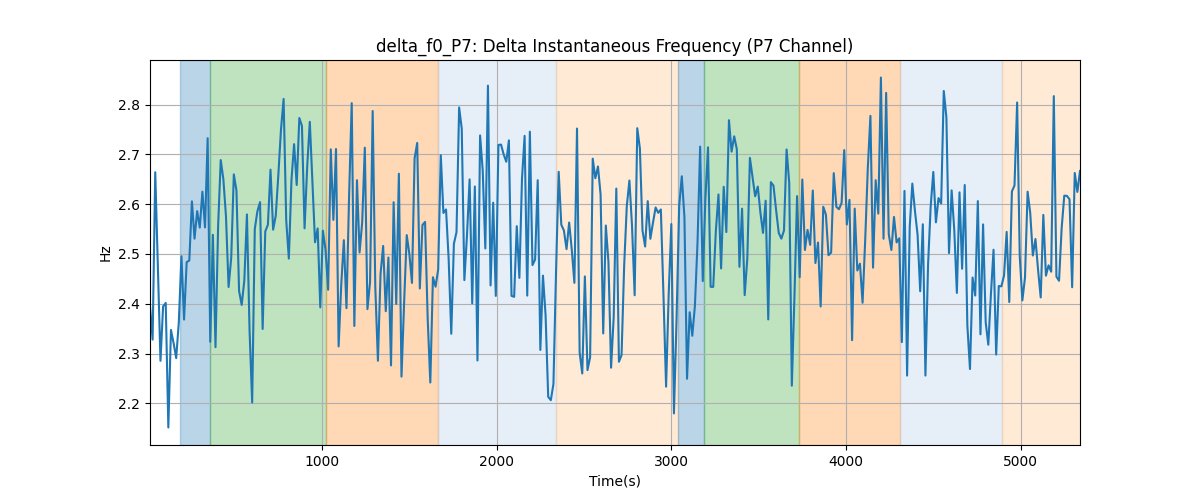 delta_f0_P7: Delta Instantaneous Frequency (P7 Channel)
2.8
2.7
2.6
2.5
2.4
2.3
2.2
Hz
1000 2000 3000 4000 5000
Time(s)